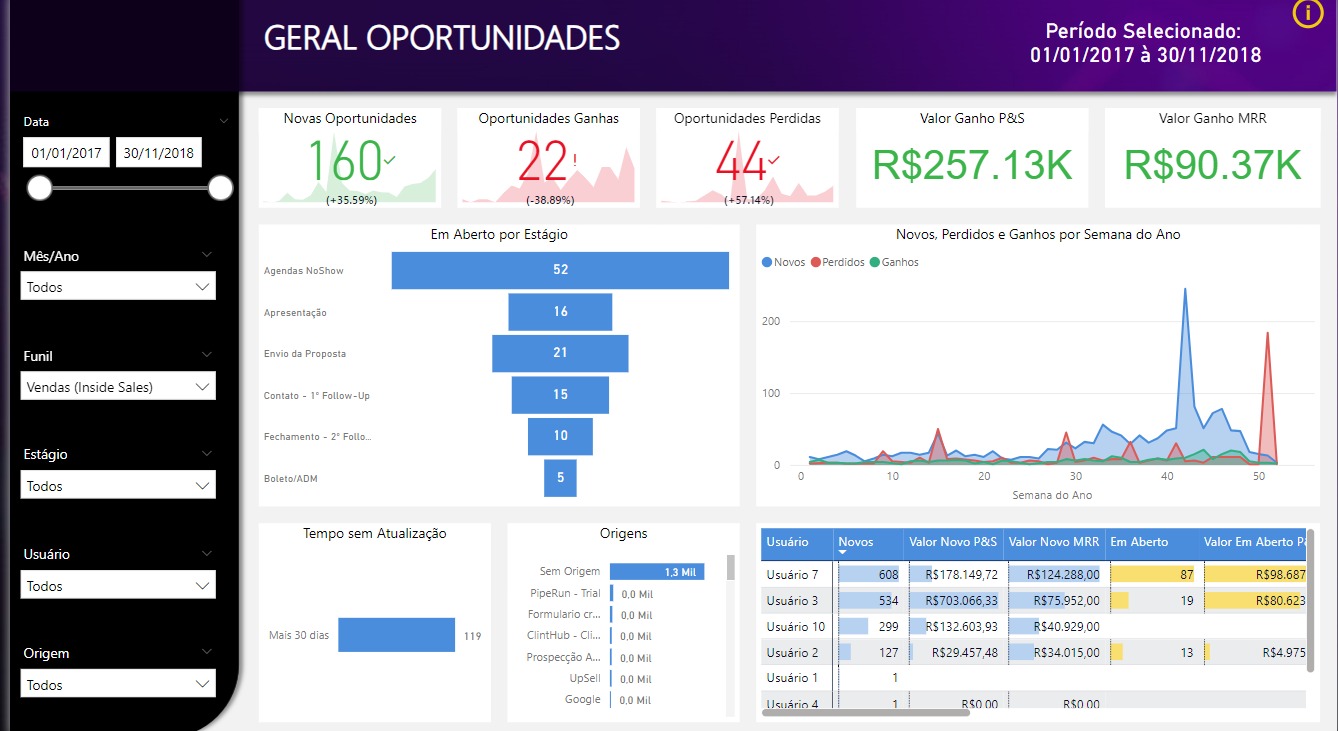 GERAL OPORTUNIDADES
Período Selecionado:
01/01/2017 à 30/11/2018
i
Data
01/01/2017 30/11/2018
Mês/Ano
Todos
Funil
Vendas (Inside Sales)
Estágio
Todos
Usuário
Todos
Origem
Todos
Novas Oportunidades
160
(+35.59%)
Oportunidades Ganhas
22!
(-38.89%)
Oportunidades Perdidas
44
(+57.14%)
Valor Ganho P&S
R$257.13K
Valor Ganho MRR
R$90.37K
Em Aberto por Estágio
Agendas NoShow 52
Apresentação 16
Envio da Proposta 21
Contato - 1º Follow-Up 15
Fechamento - 2º Follo... 10
Boleto/ADM 5
Novos, Perdidos e Ganhos por Semana do Ano
Novos Perdidos Ganhos
200
100
0
0 10 20 30 40 50
Semana do Ano
Tempo sem Atualização
Mais 30 dias 119
Origens
Sem Origem 1,3 Mil
PipeRun - Trial 0,0 Mil
Formulario cr... 0,0 Mil
ClintHub - Cli... 0,0 Mil
Prospecção A... 0,0 Mil
UpSell 0,0 Mil
Google 0,0 Mil
Usuário Novos Valor Novo P&S Valor Novo MRR Em Aberto Valor Em Aberto P&
Usuário 7 608 R$178.149,72 R$124.288,00 87 R$98.687
Usuário 3 534 R$703.066,33 R$75.952,00 19 R$80.623
Usuário 10 299 R$132.603,93 R$40.929,00
Usuário 2 127 R$29.457,48 R$34.015,00 13 R$4.975
Usuário 1 1
Usuário 4 1 R$0,00 R$0,00